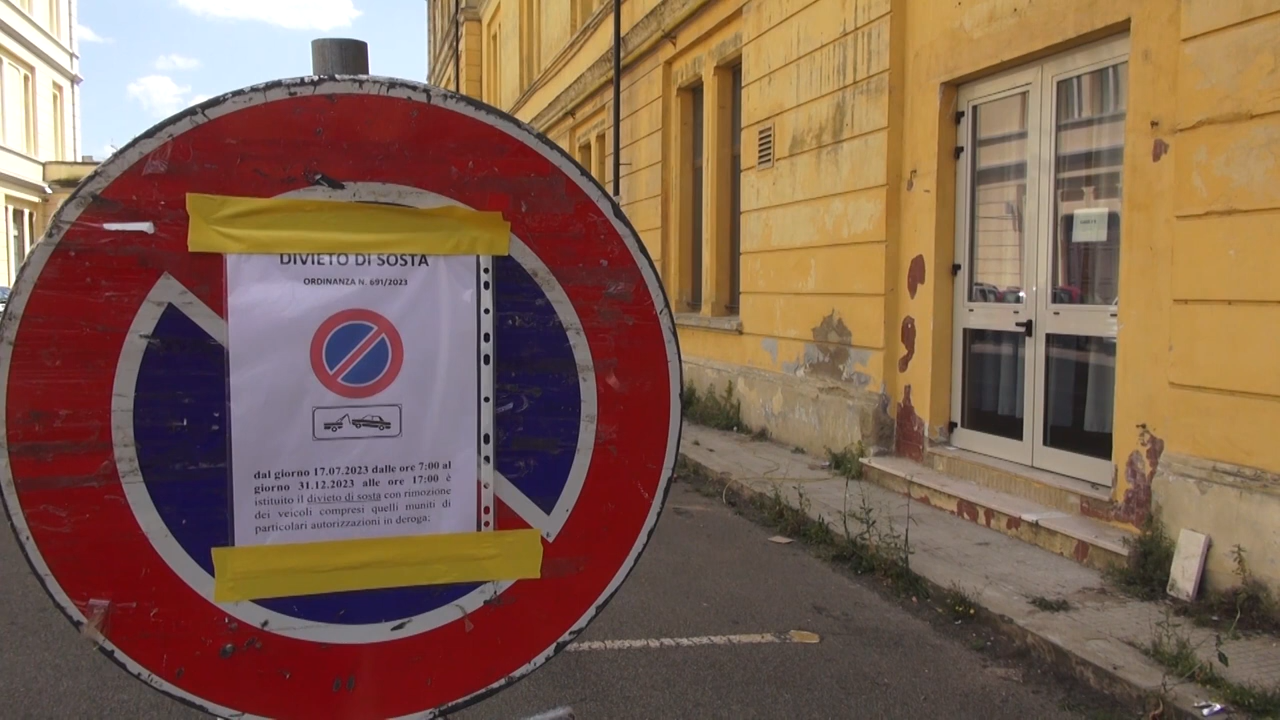 DIVIETO DI SOSTA
ORDINANZA N. 691/2023
dal giorno 17.07.2023 dalle ore 7:00 al
giorno 31.12.2023 alle ore 17:00 è
istituito il divieto di sosta con rimozione
dei veicoli compresi quelli muniti di
particolari autorizzazioni in deroga;